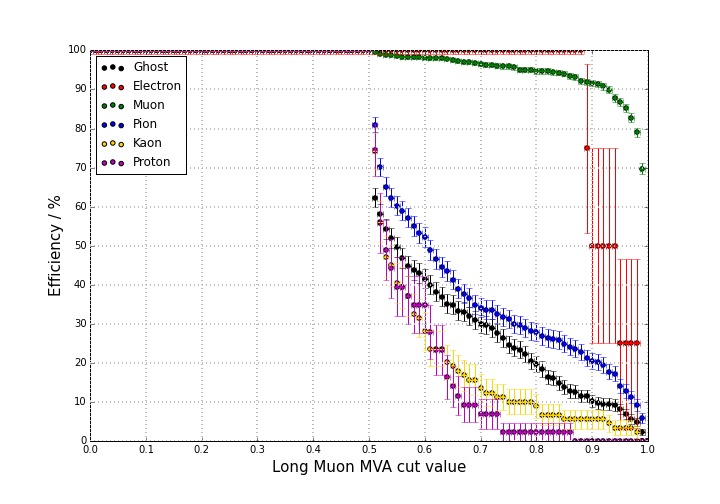 100
90
80
70
60
50
40
30
20
10
0
Efficiency / %
Ghost
Electron
Muon
Pion
Kaon
Proton
0.0 0.1 0.2 0.3 0.4 0.5 0.6 0.7 0.8 0.9 1.0
Long Muon MVA cut value